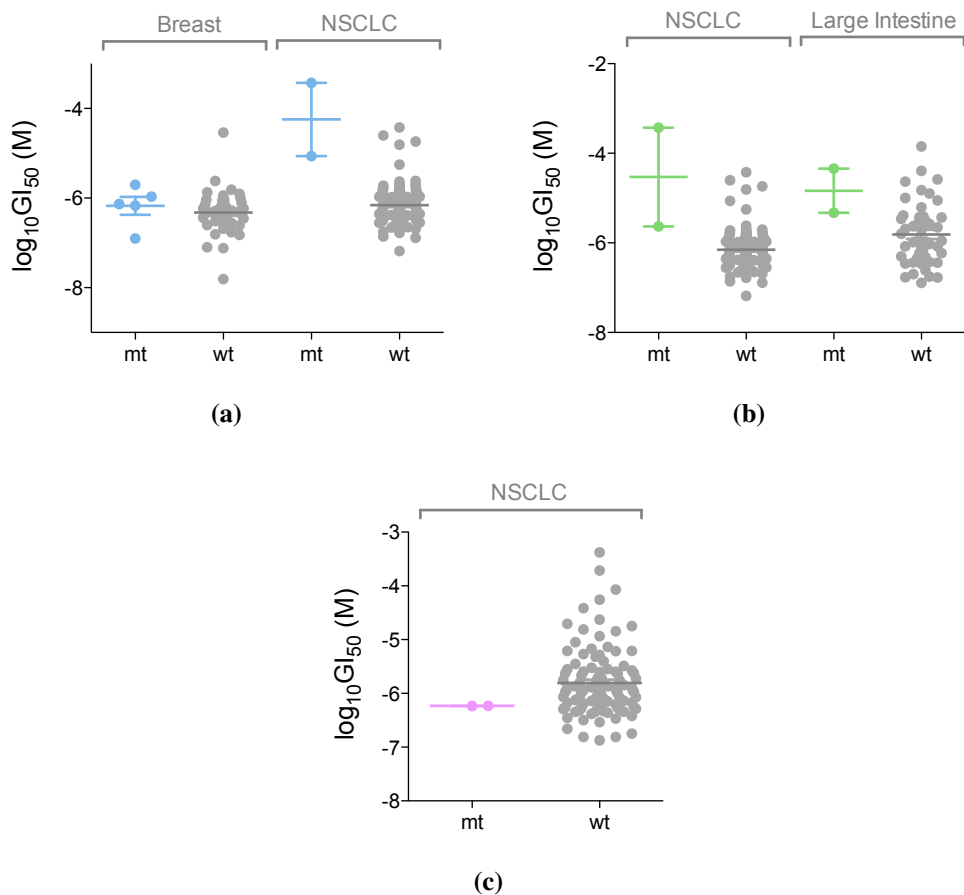 Breast NSCLC
log10GI50 (M)
-4
-6
-8
mt wt mt wt
(a)
NSCLC Large Intestine
log10GI50 (M)
-2
-4
-6
-8
mt wt mt wt
(b)
NSCLC
log10GI50 (M)
-3
-4
-5
-6
-7
-8
mt wt
(c)